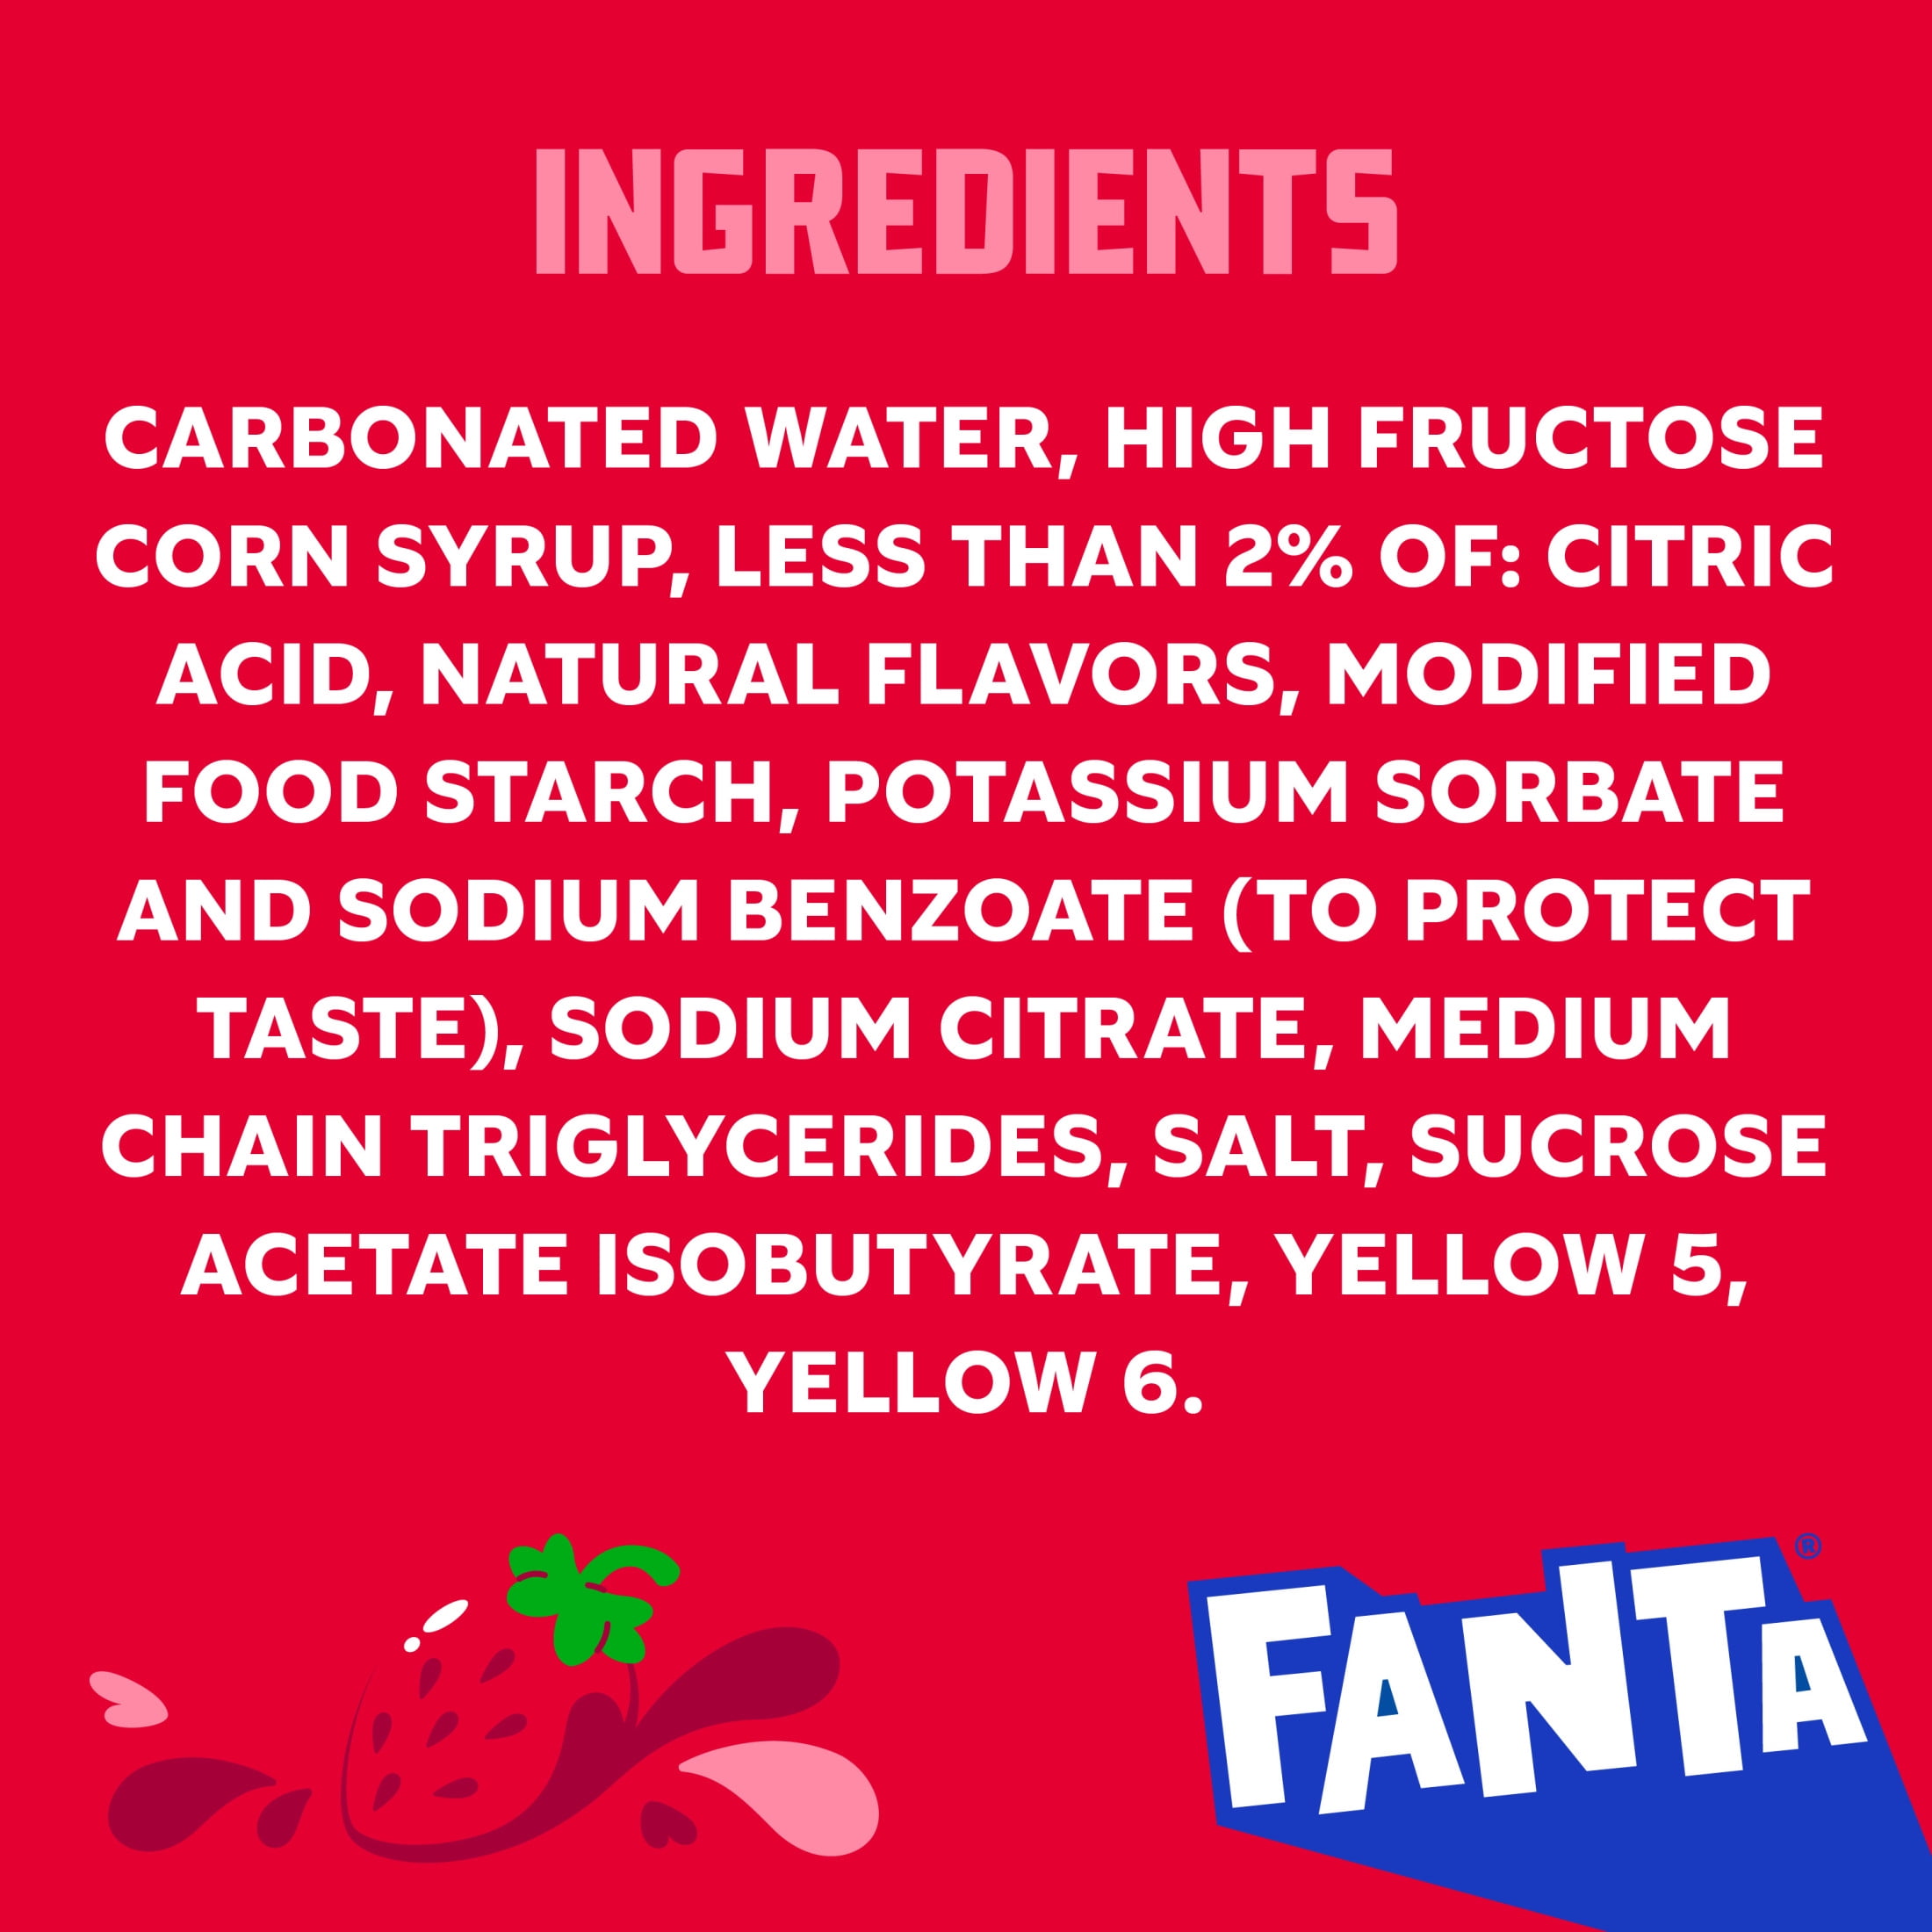 INGREDIENTS
CARBONATED WATER, HIGH FRUCTOSE
CORN SYRUP, LESS THAN 2% OF: CITRIC
ACID, NATURAL FLAVORS, MODIFIED
FOOD STARCH, POTASSIUM SORBATE
AND SODIUM BENZOATE (TO PROTECT
TASTE), SODIUM CITRATE, MEDIUM
CHAIN TRIGLYCERIDES, SALT, SUCROSE
ACETATE ISOBUTYRATE, YELLOW 5,
YELLOW 6.
FANTA®